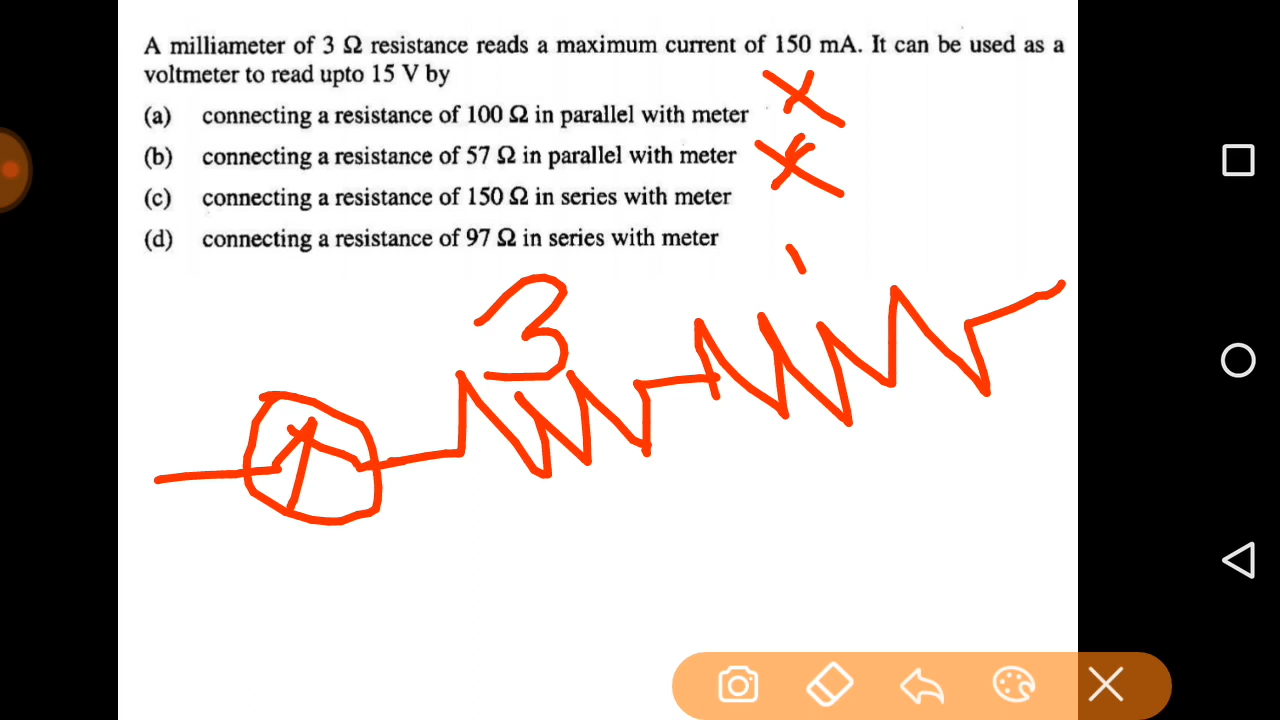 A milliameter of 3 Ω resistance reads a maximum current of 150 mA. It can be used as a
voltmeter to read upto 15 V by
(a) connecting a resistance of 100 Ω in parallel with meter
(b) connecting a resistance of 57 Ω in parallel with meter
(c) connecting a resistance of 150 Ω in series with meter
(d) connecting a resistance of 97 Ω in series with meter
3